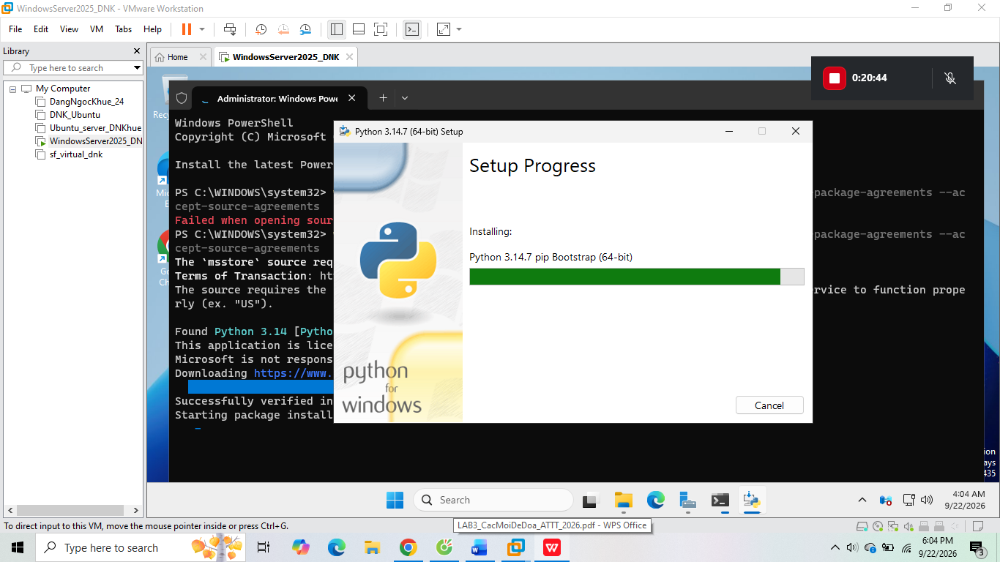 WindowsServer2025_DNK - VMware Workstation
File Edit View VM Tabs Help
Library
Type here to search
My Computer
DangNgocKhue_24
DNK_Ubuntu
Ubuntu_server_DNKhue
WindowsServer2025_DN
sf_virtual_dnk
Home
WindowsServer2025_DNK
0:20:44
Administrator: Windows Powe
Windows PowerShell
Copyright (C) Microsoft
Install the latest Power
PS C:\WINDOWS\system32>
-package-agreements --ac
cept-source-agreements
Failed when opening sour
PS C:\WINDOWS\system32>
-package-agreements --ac
cept-source-agreements
The `msstore` source req
Terms of Transaction: ht
The source requires the
rvice to function prope
rly (ex. "US").
Found Python 3.14 [Pytho
This application is lice
Microsoft is not respons
Downloading https://www.
Successfully verified in
Starting package install
Python 3.14.7 (64-bit) Setup
Setup Progress
Installing:
Python 3.14.7 pip Bootstrap (64-bit)
python
for
windows
Cancel
Recy
Mic
E
Go
Ch
ion
ays
435
Search
4:04 AM
9/22/2026
To direct input to this VM, move the mouse pointer inside or press Ctrl+G.
LAB3_CacMoiDeDoa_ATTT_2026.pdf - WPS Office
Type here to search
6:04 PM
9/22/2026
3